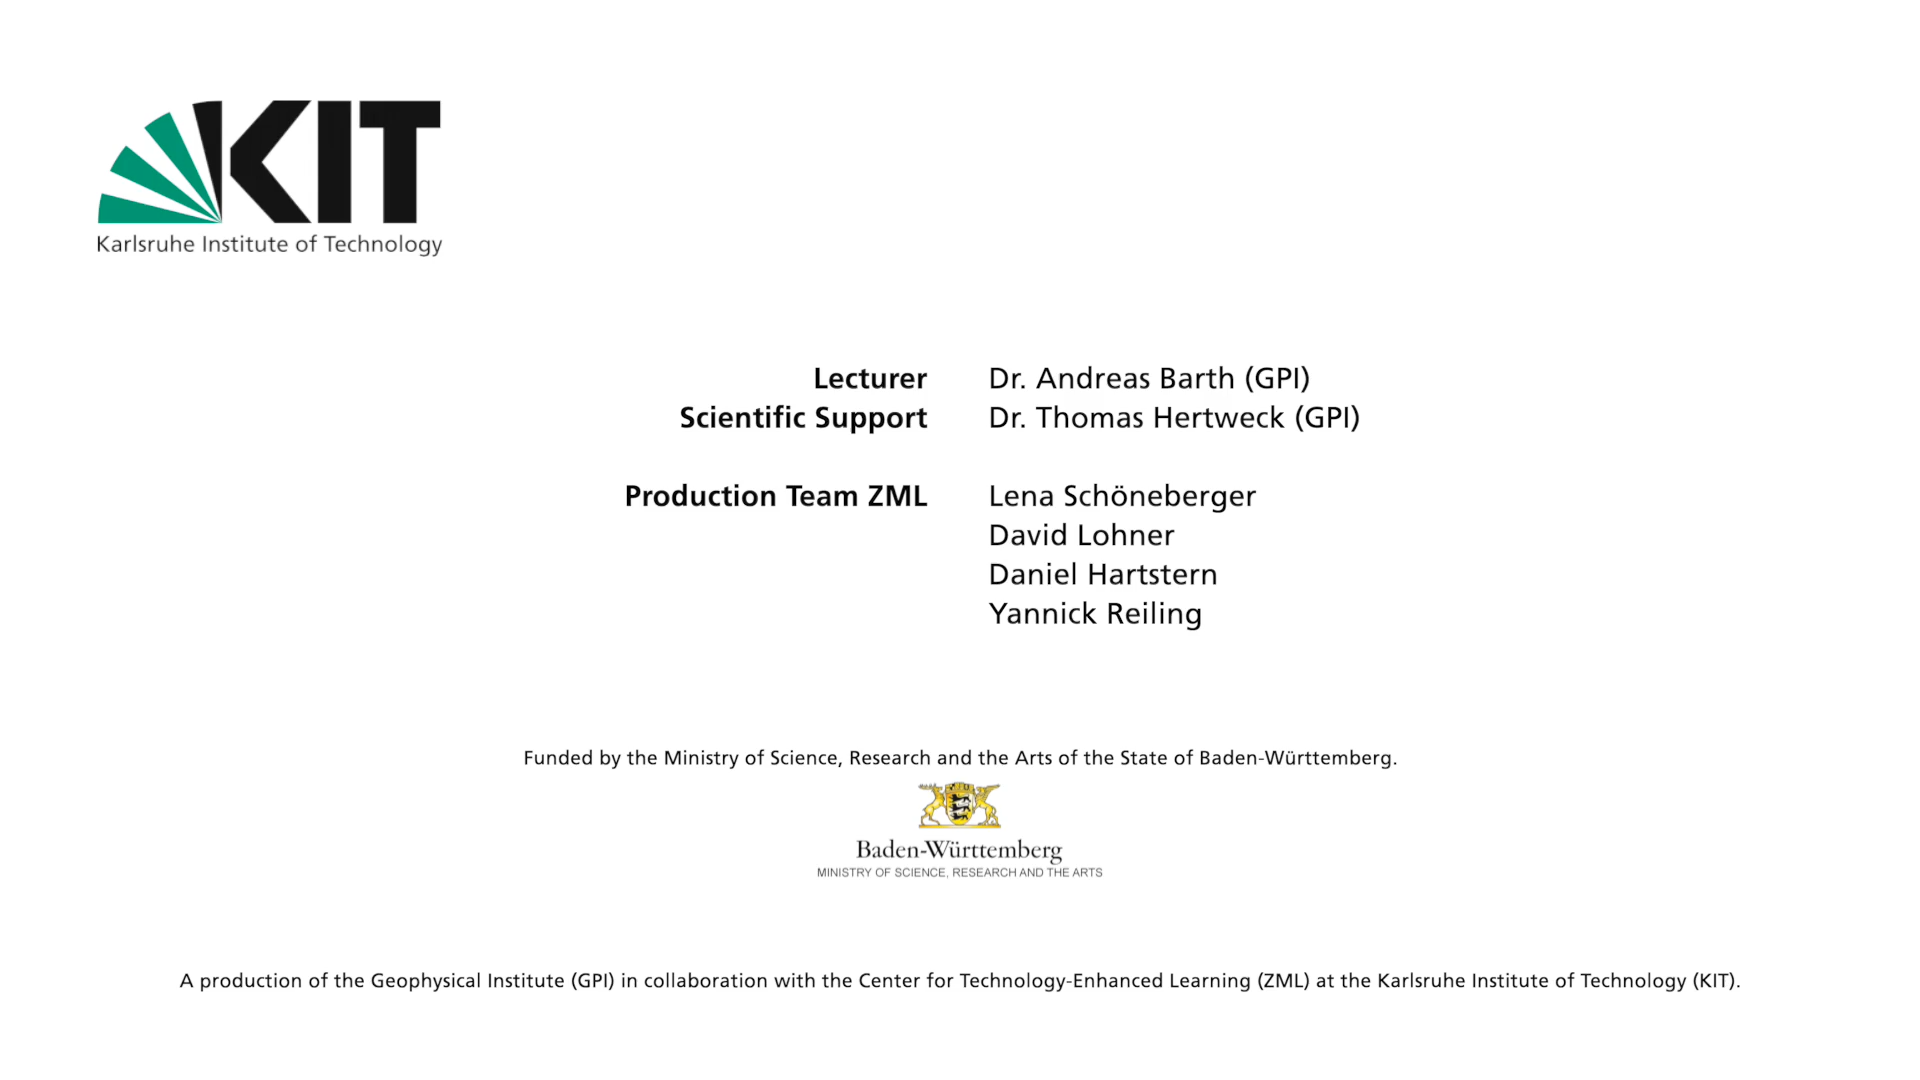 KIT
Karlsruhe Institute of Technology
Lecturer Dr. Andreas Barth (GPI)
Scientific Support Dr. Thomas Hertweck (GPI)
Production Team ZML Lena Schöneberger
David Lohner
Daniel Hartstern
Yannick Reiling
Funded by the Ministry of Science, Research and the Arts of the State of Baden-Württemberg.
Baden-Württemberg
MINISTRY OF SCIENCE, RESEARCH AND THE ARTS
A production of the Geophysical Institute (GPI) in collaboration with the Center for Technology-Enhanced Learning (ZML) at the Karlsruhe Institute of Technology (KIT).